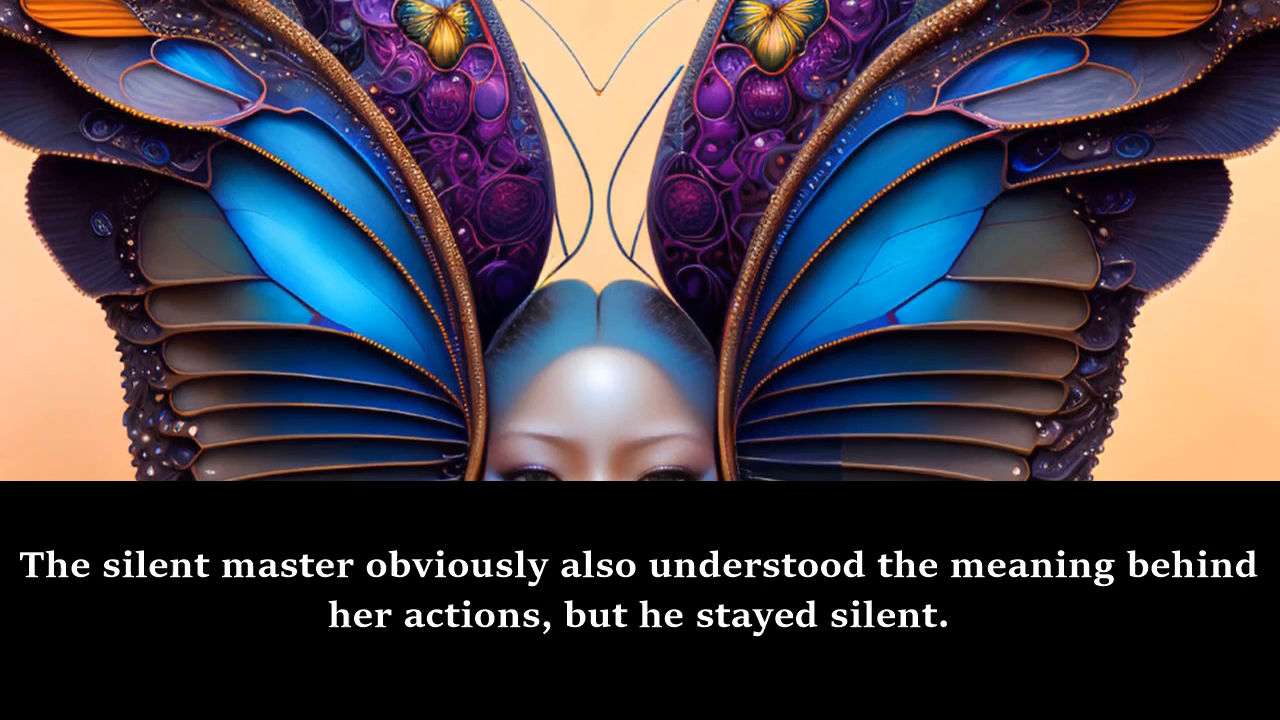 The silent master obviously also understood the meaning behind
her actions, but he stayed silent.